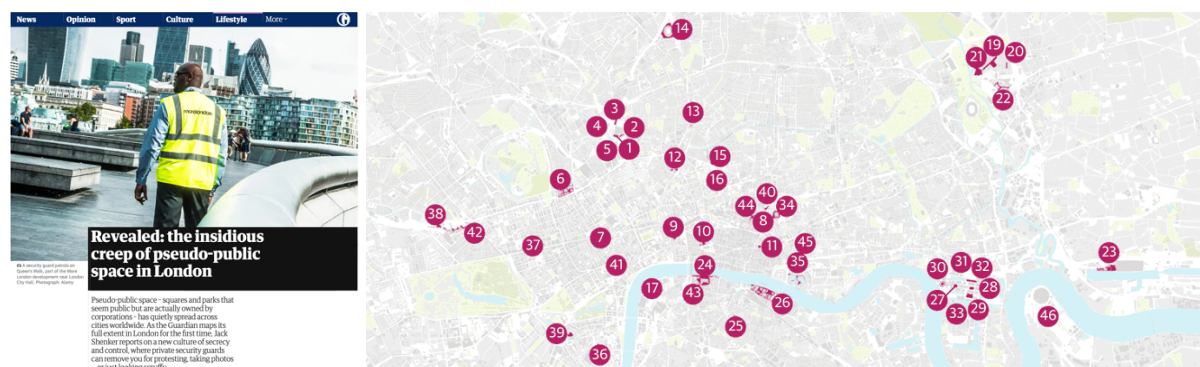 News Opinion Sport Culture Lifestyle More
morelondon
Revealed: the insidious
creep of pseudo-public
space in London
A security guard patrols on
Queen's Walk, part of the More
London development near London
City Hall. Photograph: Alamy
Pseudo-public space - squares and parks that
seem public but are actually owned by
corporations - has quietly spread across
cities worldwide. As the Guardian maps its
full extent in London for the first time, Jack
Shenker reports on a new culture of secrecy
and control, where private security guards
can remove you for protesting, taking photos
... or just looking scruffy
14
19
21 20
22
3
13
4 2
5 1
12 15
6 16
40
44 34
38 8
42 9 10
37 7 11 45
41 24 35
23
31
30 32
17 43 28
26 27
33 29
46
25
39
36